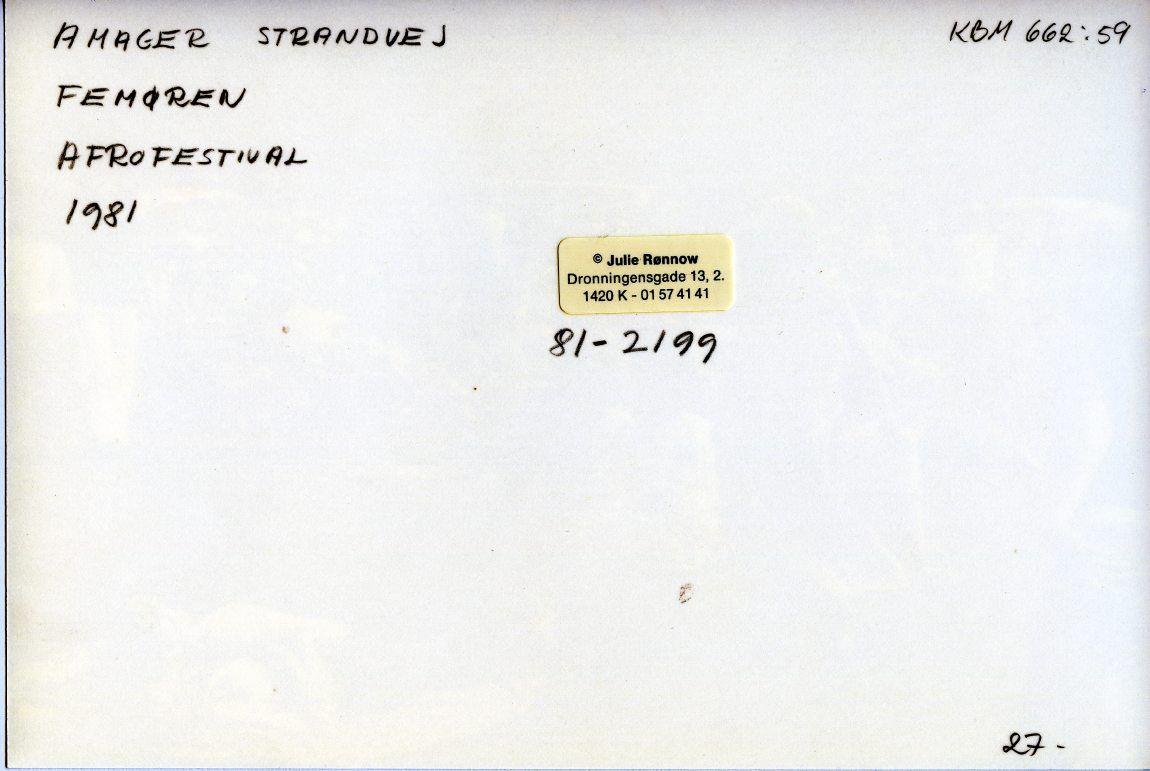 AMAGER STRANDVEJ
KBM 662:59
FEMØREN
AFROFESTIVAL
1981
© Julie Rønnow
Dronningensgade 13, 2.
1420 K - 01 57 41 41
81-2199
27-